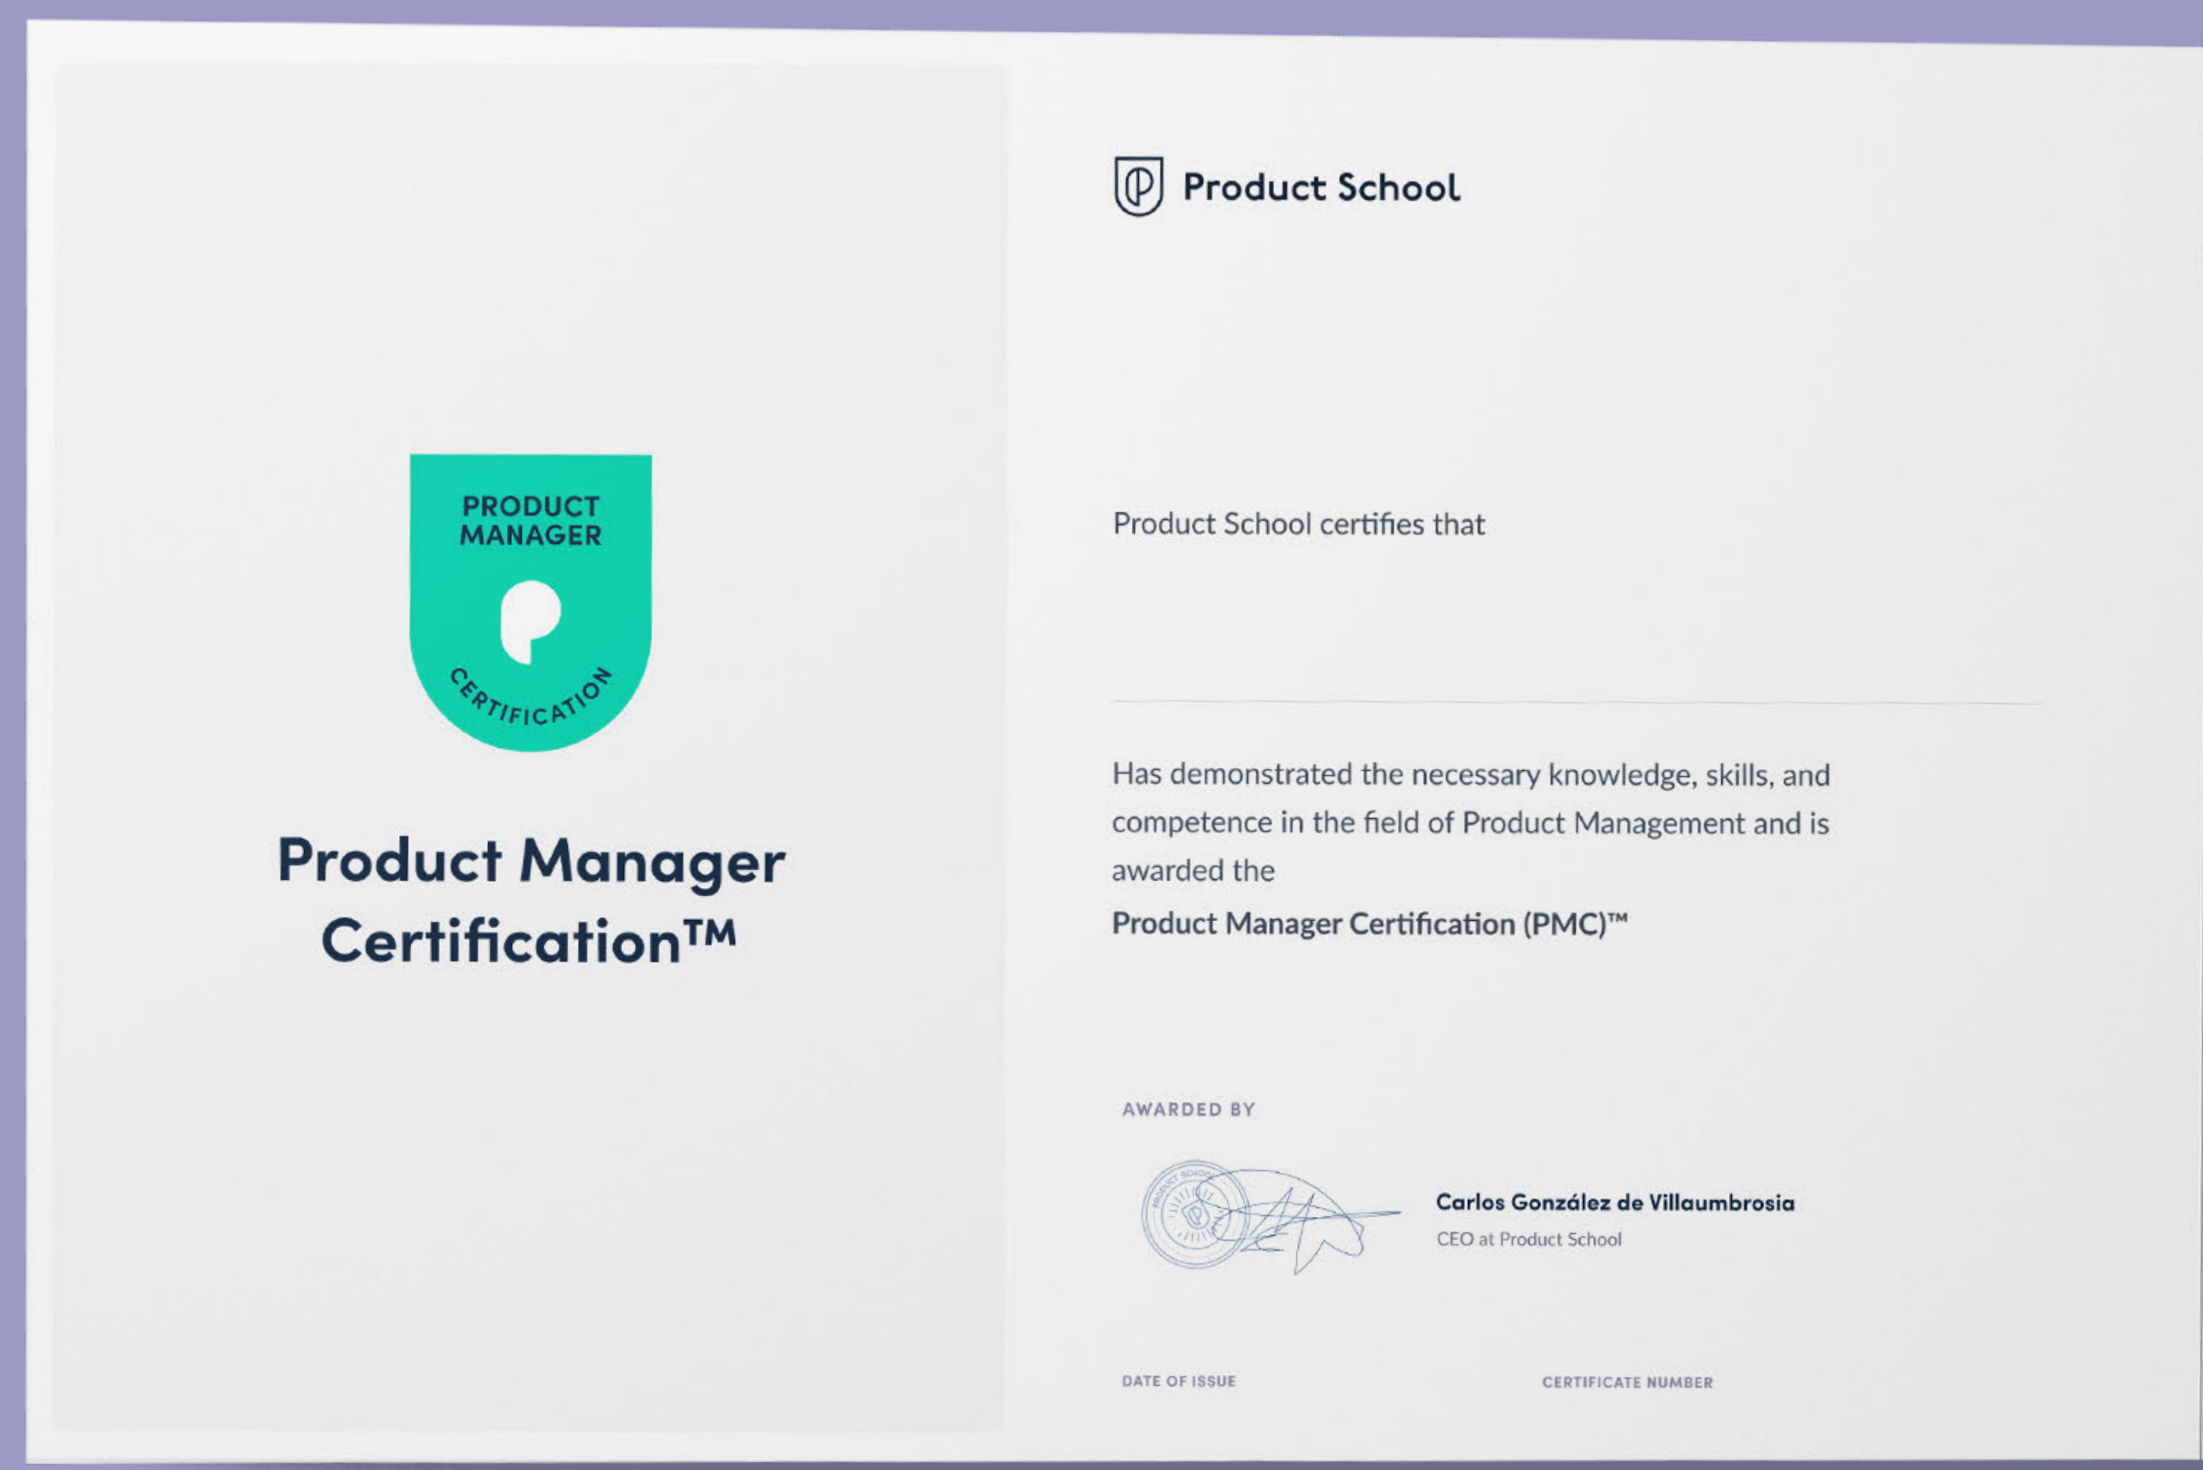 PRODUCT
MANAGER
CERTIFICATION
Product Manager
Certification™
Product School
Product School certifies that
Has demonstrated the necessary knowledge, skills, and
competence in the field of Product Management and is
awarded the
Product Manager Certification (PMC)™
AWARDED BY
PRODUCT SCHOOL
Carlos González de Villaumbrosia
CEO at Product School
DATE OF ISSUE
CERTIFICATE NUMBER